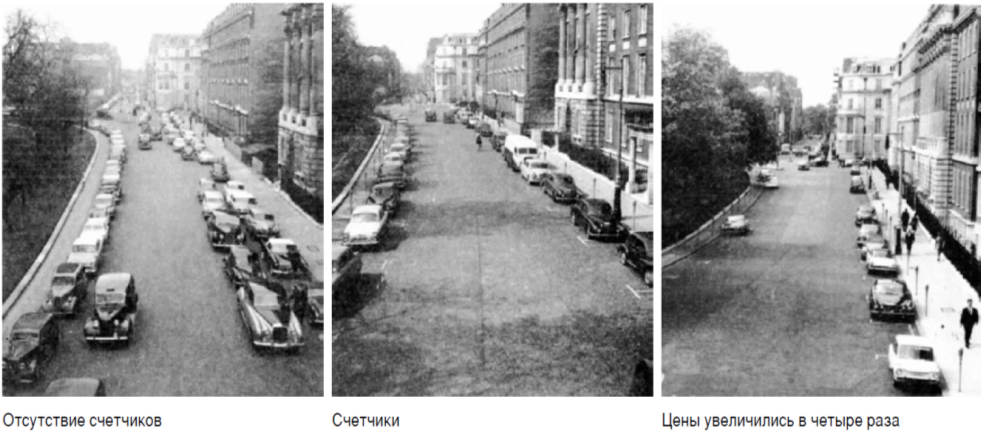 Отсутствие счетчиков
Счетчики
Цены увеличились в четыре раза